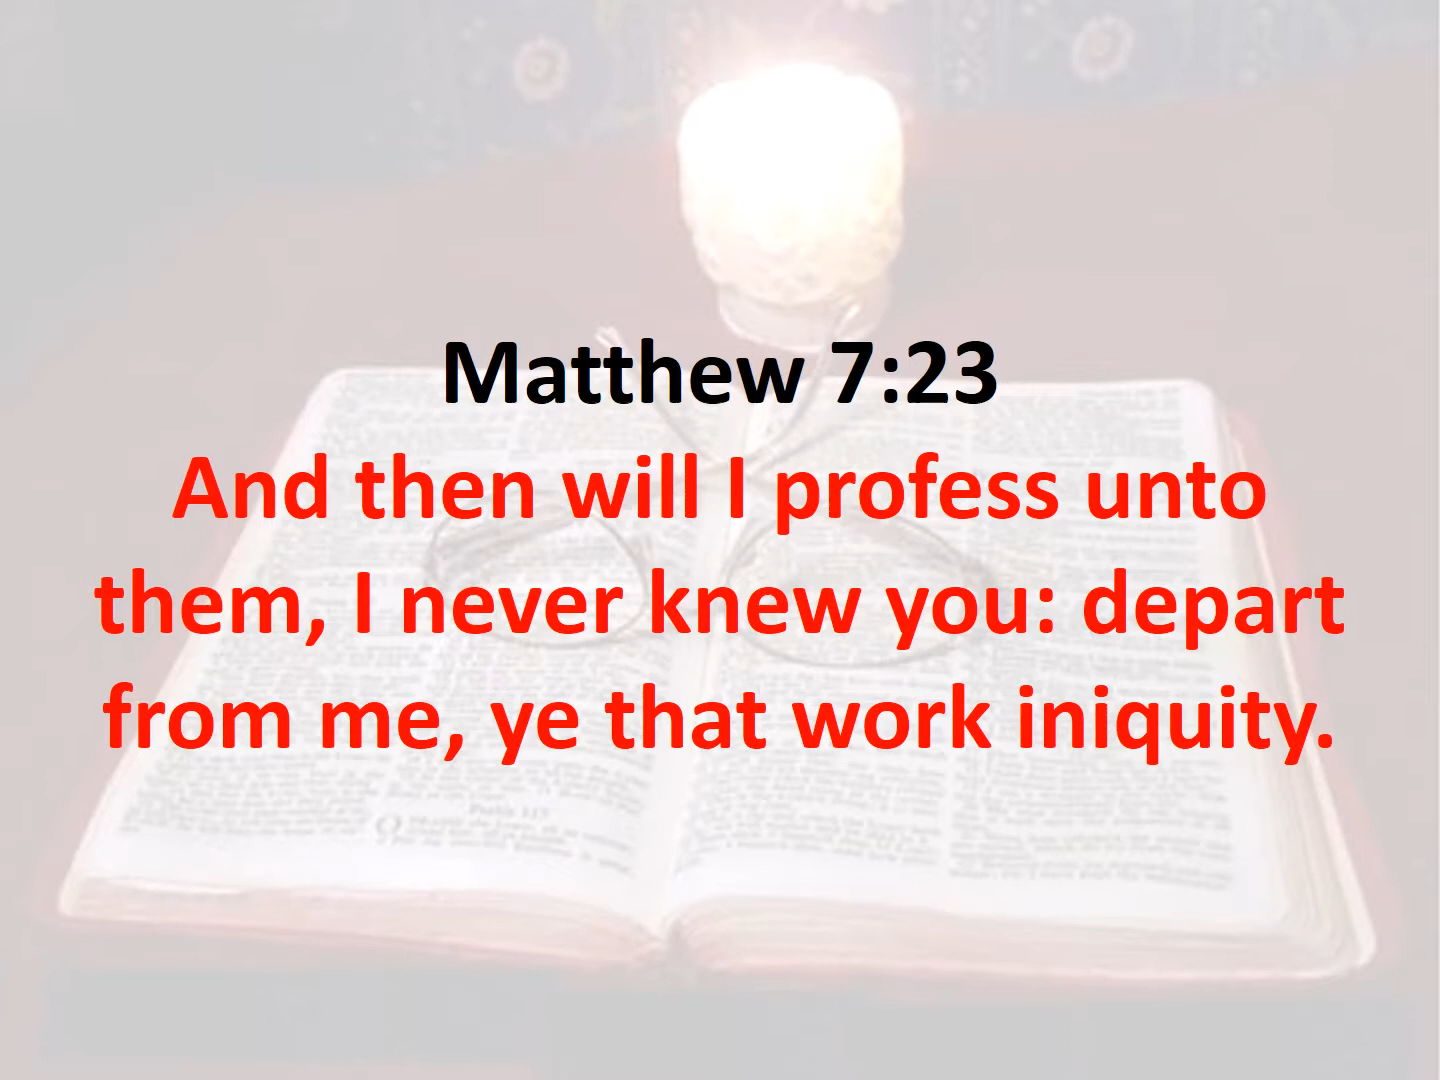 Matthew 7:23
And then will I profess unto
them, I never knew you: depart
from me, ye that work iniquity.